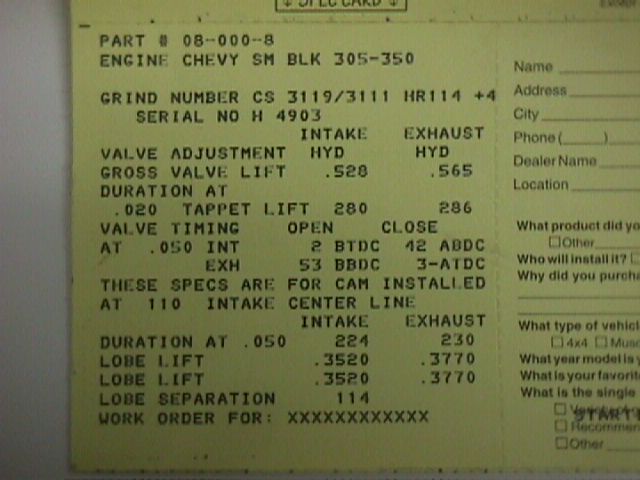 SPEC CARD
PART # 08-000-8
ENGINE CHEVY SM BLK 305-350
GRIND NUMBER CS 3119/3111 HR114 +4
SERIAL NO H 4903
INTAKE EXHAUST
VALVE ADJUSTMENT HYD HYD
GROSS VALVE LIFT .528 .565
DURATION AT
.020 TAPPET LIFT 280 286
VALVE TIMING OPEN CLOSE
AT .050 INT 2 BTDC 42 ABDC
EXH 53 BBDC 3-ATDC
THESE SPECS ARE FOR CAM INSTALLED
AT 110 INTAKE CENTER LINE
INTAKE EXHAUST
DURATION AT .050 224 230
LOBE LIFT .3520 .3770
LOBE LIFT .3520 .3770
LOBE SEPARATION 114
WORK ORDER FOR: XXXXXXXXXXXX
Name
Address
City
Phone ( )
Dealer Name
Location
What product did yo
Other
Who will install it?
Why did you purcha
What type of vehicl
4x4 Musc
What year model is y
What is your favorit
What is the single
Recommen
Other